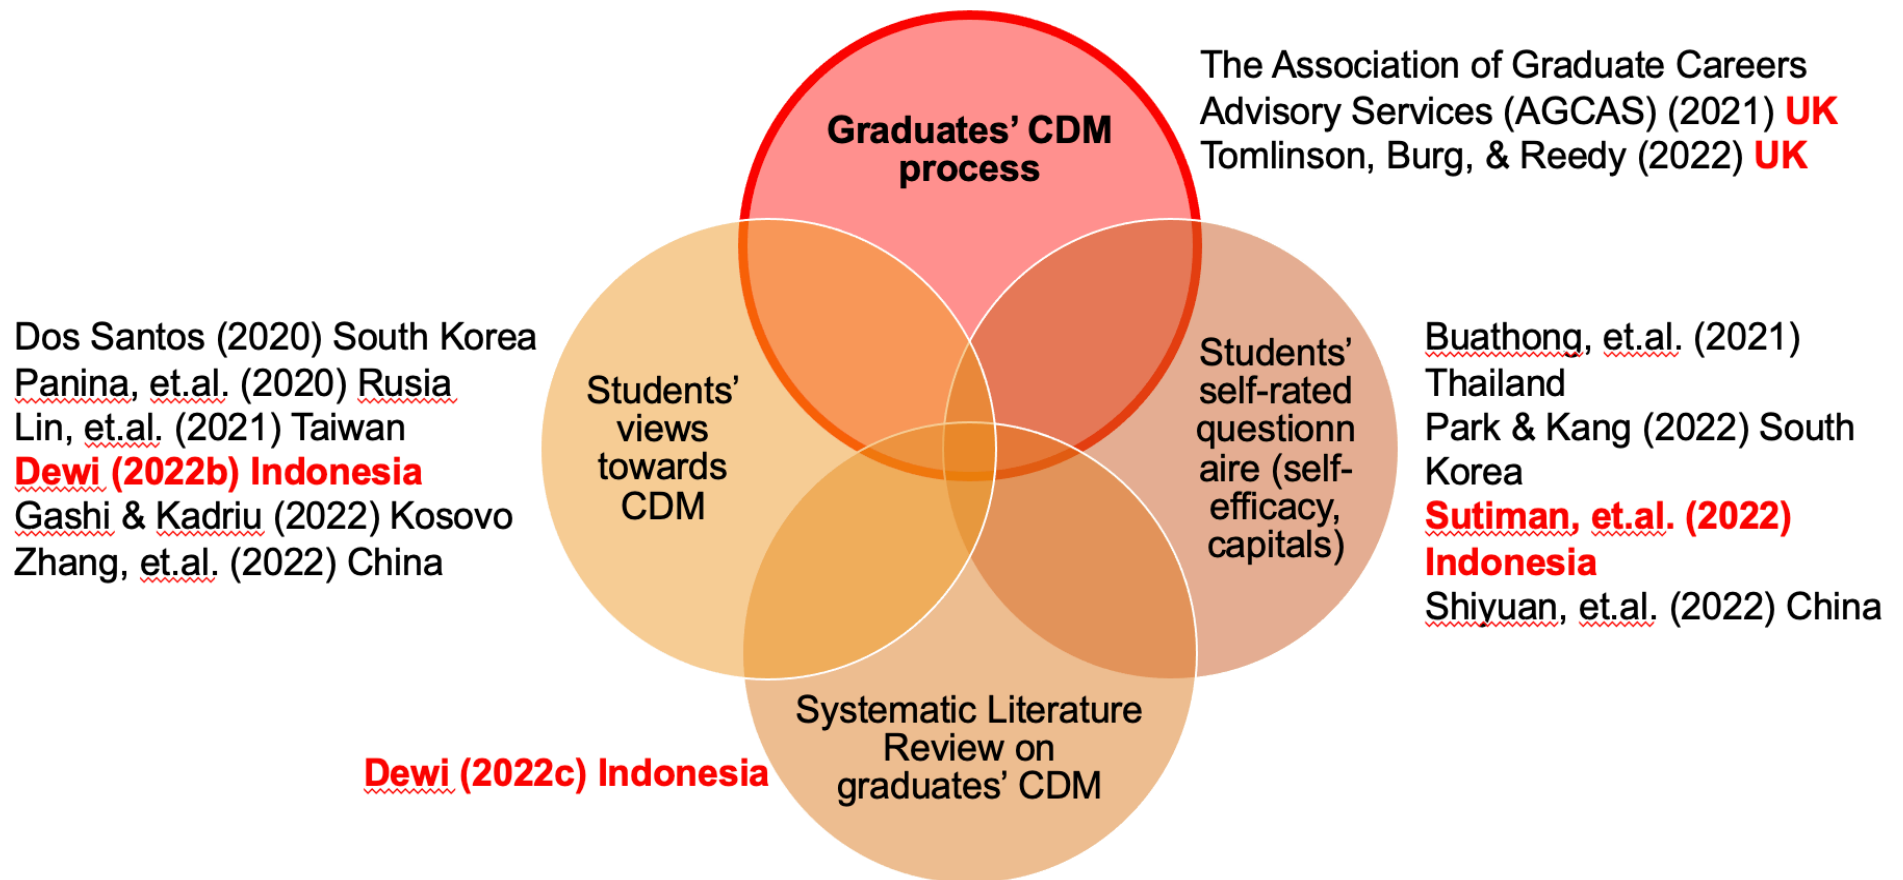 Graduates’ CDM
process
The Association of Graduate Careers
Advisory Services (AGCAS) (2021) UK
Tomlinson, Burg, & Reedy (2022) UK
Dos Santos (2020) South Korea
Panina, et.al. (2020) Rusia
Lin, et.al. (2021) Taiwan
Dewi (2022b) Indonesia
Gashi & Kadriu (2022) Kosovo
Zhang, et.al. (2022) China
Students’
views
towards
CDM
Students’
self-rated
questionn
aire (self-
efficacy,
capitals)
Buathong, et.al. (2021)
Thailand
Park & Kang (2022) South
Korea
Sutiman, et.al. (2022)
Indonesia
Shiyuan, et.al. (2022) China
Systematic Literature
Review on
graduates’ CDM
Dewi (2022c) Indonesia